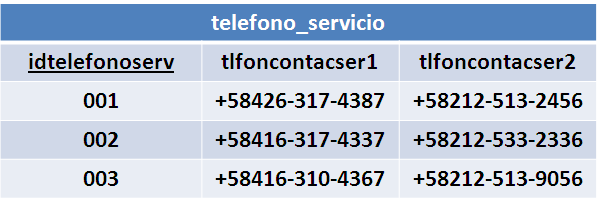 telefono_servicio
idtelefonoserv tlfoncontacser1 tlfoncontacser2
001 +58426-317-4387 +58212-513-2456
002 +58416-317-4337 +58212-533-2336
003 +58416-310-4367 +58212-513-9056